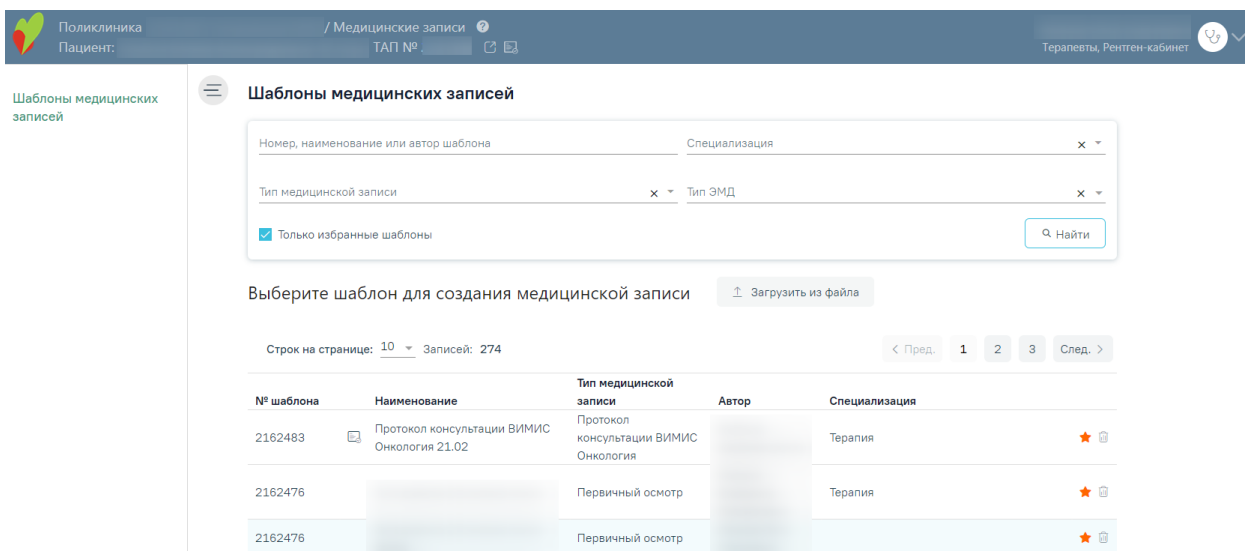 Поликлиника / Медицинские записи ?
Пациент: ТАП №
Терапевты, Рентген-кабинет
Шаблоны медицинских
записей
Шаблоны медицинских записей
Номер, наименование или автор шаблона Специализация
Тип медицинской записи Тип ЭМД
Только избранные шаблоны Найти
Выберите шаблон для создания медицинской записи Загрузить из файла
Строк на странице: 10 Записей: 274 < Пред. 1 2 3 След. >
Тип медицинской
№ шаблона Наименование записи Автор Специализация
Протокол
Протокол консультации ВИМИС
2162483 консультации ВИМИС Терапия
Онкология 21.02
Онкология
2162476 Первичный осмотр Терапия
2162476 Первичный осмотр